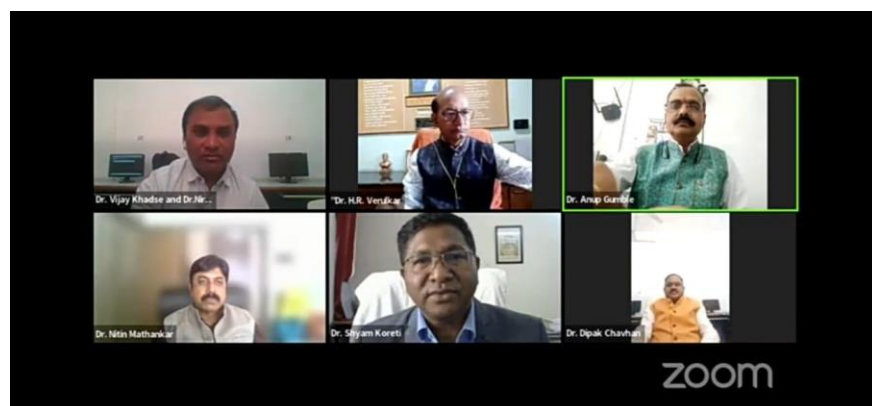 Dr. Vijay Khadse and Dr.Nir...
"Dr. H.R. Verulkar
Dr. Anup Gumble
Dr. Nitin Mathankar
Dr. Shyam Koreti
Dr. Dipak Chavhan
zoom